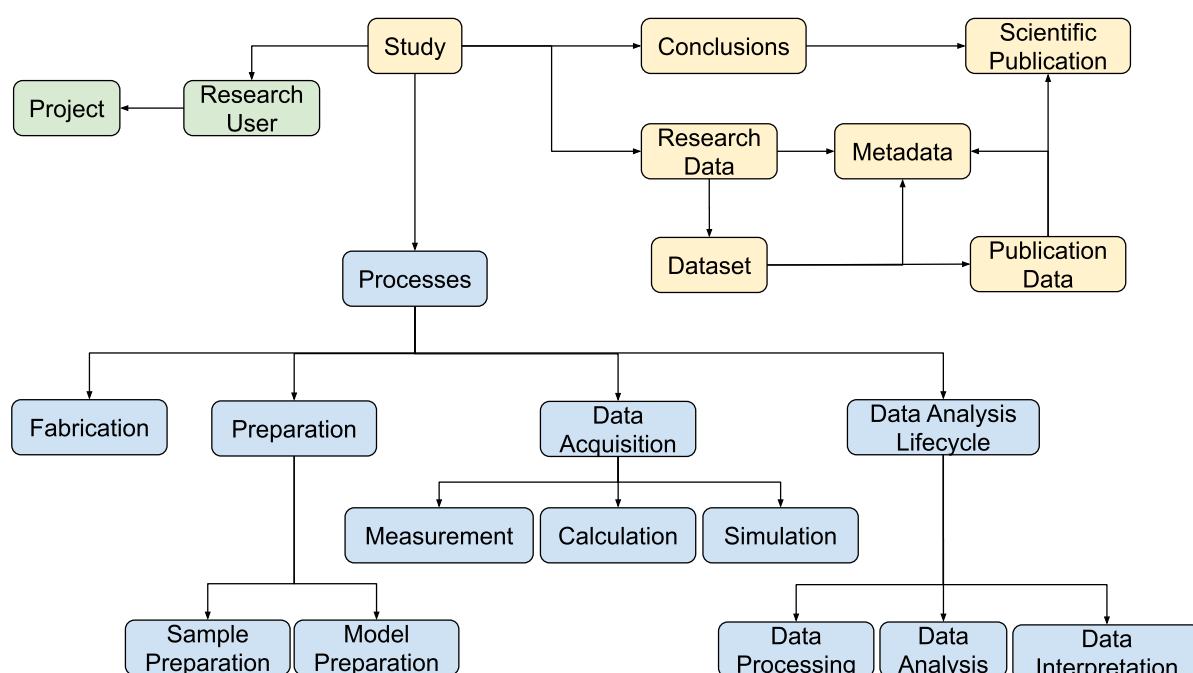 Study
Conclusions
Scientific
Publication
Project
Research
User
Research
Data
Metadata
Processes
Dataset
Publication
Data
Fabrication
Preparation
Data
Acquisition
Data Analysis
Lifecycle
Measurement
Calculation
Simulation
Sample
Preparation
Model
Preparation
Data
Processing
Data
Analysis
Data
Interpretation